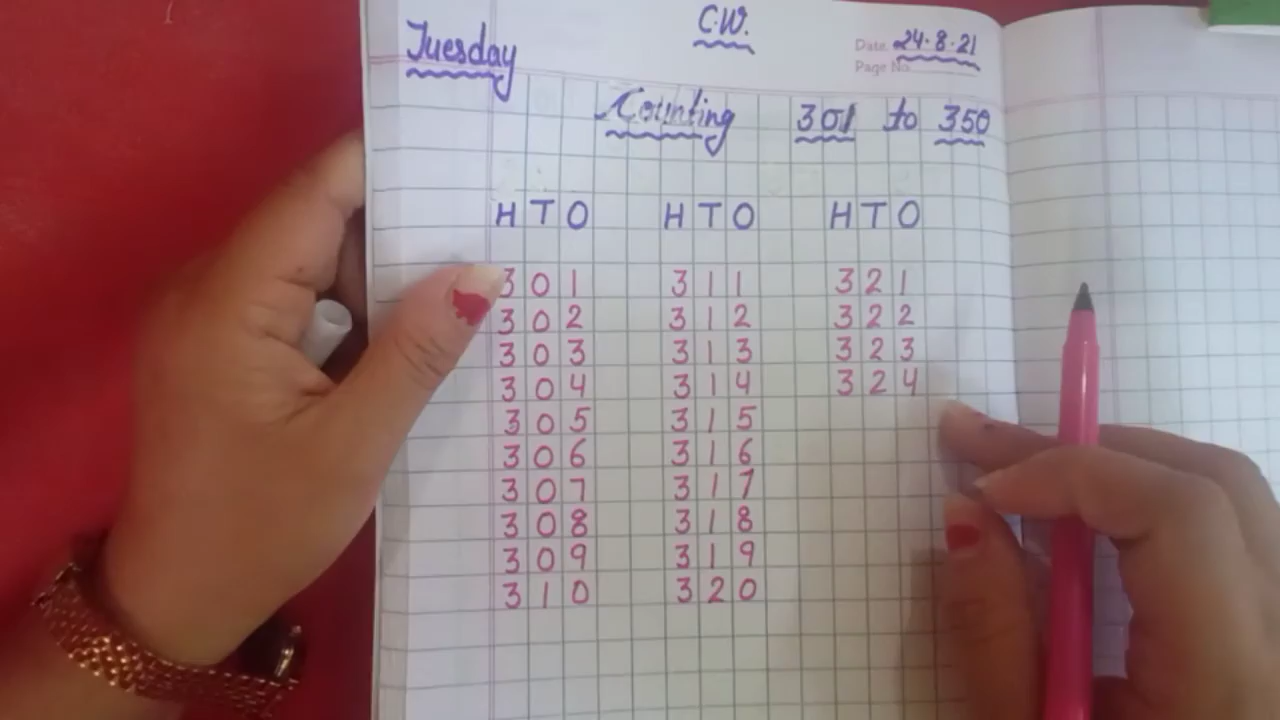 C.W.
Tuesday
Date 24.8.21
Page No.
Counting 301 to 350
H T O H T O H T O
3 0 1 3 1 1 3 2 1
3 0 2 3 1 2 3 2 2
3 0 3 3 1 3 3 2 3
3 0 4 3 1 4 3 2 4
3 0 5 3 1 5
3 0 6 3 1 6
3 0 7 3 1 7
3 0 8 3 1 8
3 0 9 3 1 9
3 1 0 3 2 0